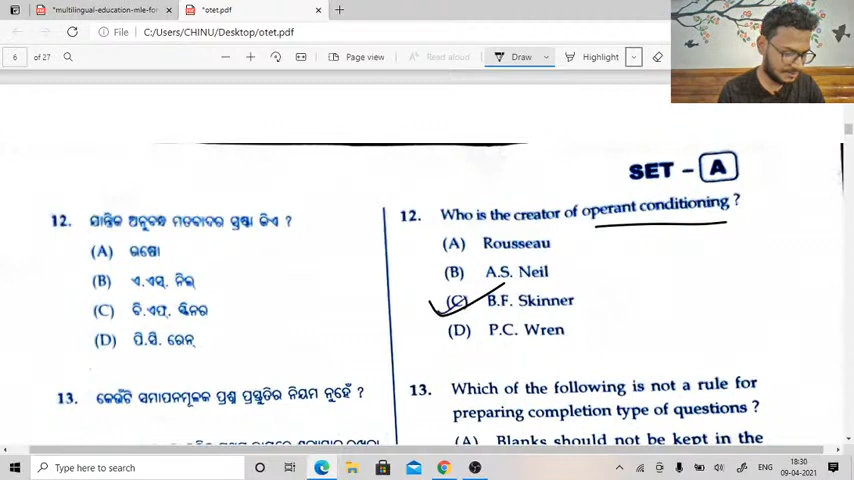 "multilingual-education-mle-for
"otet.pdf
File
C:/Users/CHINU/Desktop/otet.pdf
6 of 27
Page view
Read aloud
Draw
Highlight
SET – A
12. ଯାନ୍ତ୍ରିକ ଅନୁବନ୍ଧ ମତବାଦର ସ୍ରଷ୍ଟା କିଏ ?
(A) ଋଷୋ
(B) ଏ.ଏସ୍. ନିଲ୍
(C) ବି.ଏଫ୍. ସ୍କିନର
(D) ପି.ସି. ରେନ୍
13. କେଉଁଟି ସମାପନମୂଳକ ପ୍ରଶ୍ନ ପ୍ରସ୍ତୁତିର ନିୟମ ନୁହେଁ ?
12. Who is the creator of operant conditioning ?
(A) Rousseau
(B) A.S. Neil
(C) B.F. Skinner
(D) P.C. Wren
13. Which of the following is not a rule for
preparing completion type of questions ?
(A) Blanks should not be kept in the
Type here to search
ENG
18:30
09-04-2021